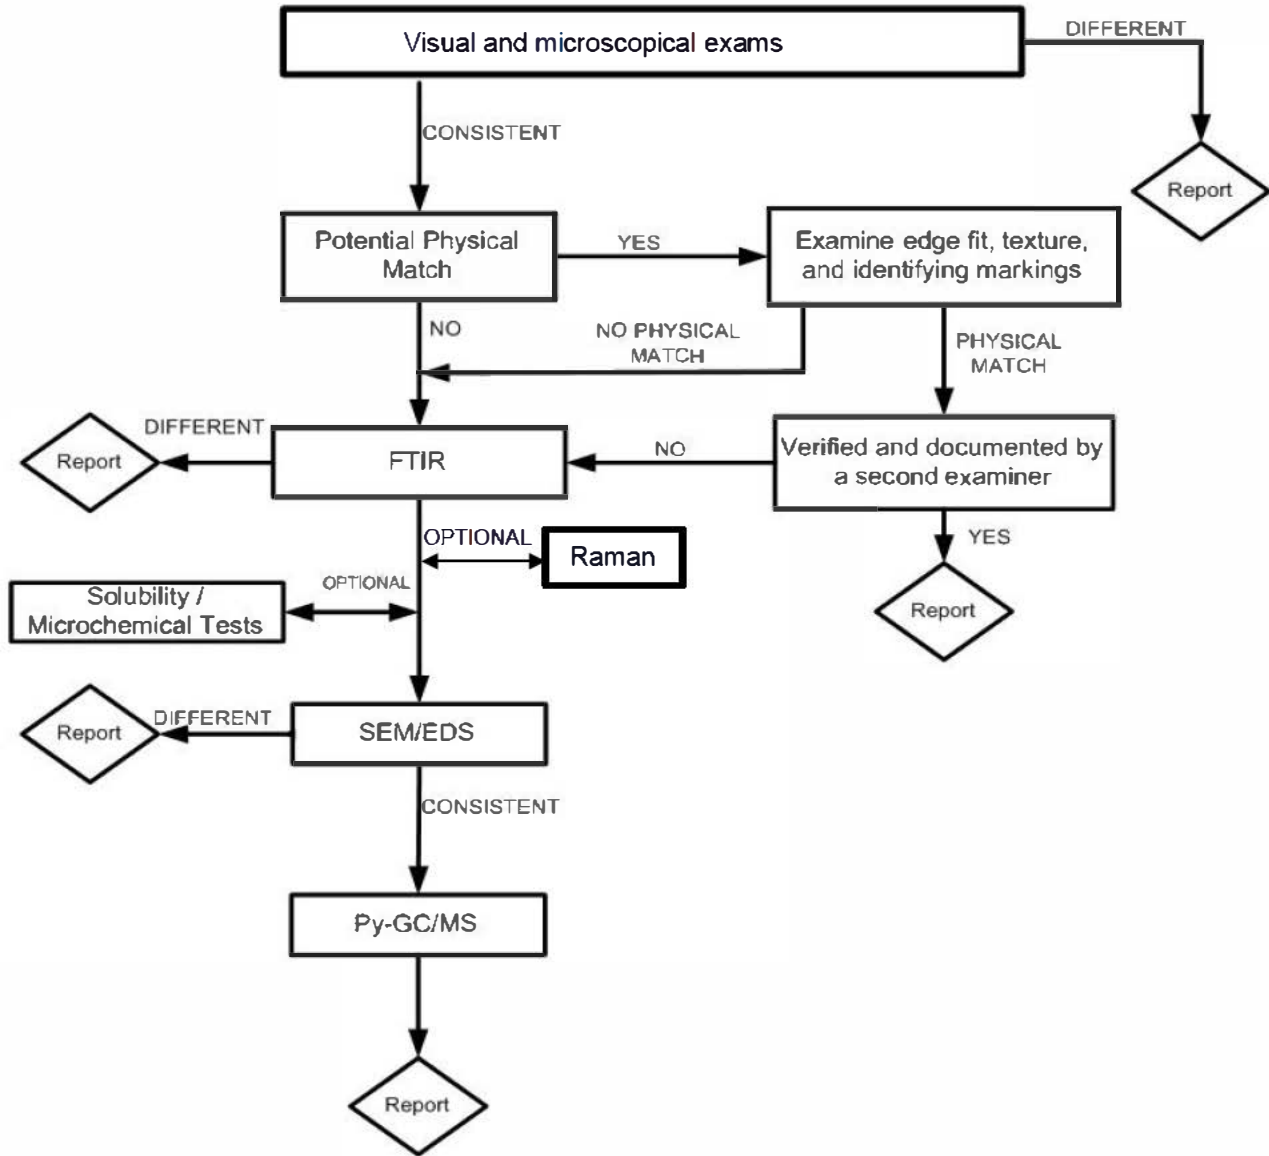 Visual and microscopical exams
DIFFERENT
CONSISTENT
Report
Potential Physical
Match
YES
Examine edge fit, texture,
and identifying markings
NO
NO PHYSICAL
MATCH
PHYSICAL
MATCH
DIFFERENT
Report
FTIR
NO
Verified and documented by
a second examiner
OPTIONAL
Raman
YES
OPTIONAL
Solubility /
Microchemical Tests
Report
DIFFERENT
Report
SEM/EDS
CONSISTENT
Py-GC/MS
Report